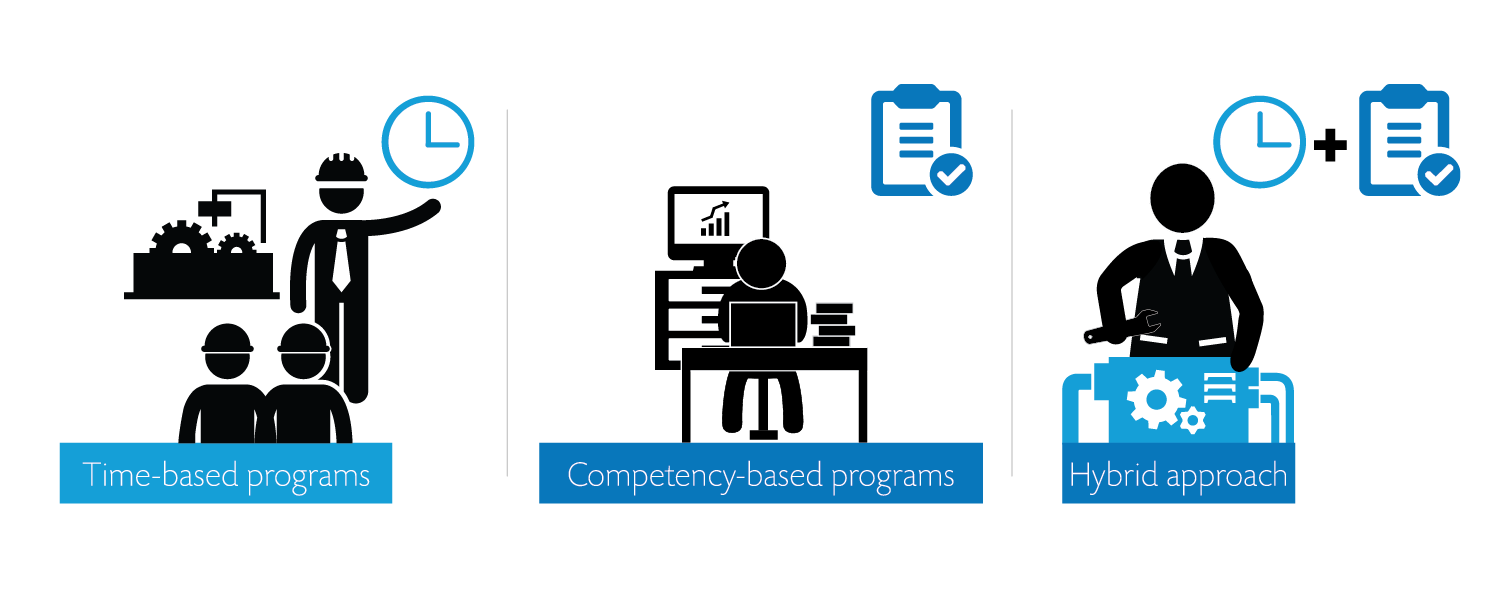 Time-based programs
Competency-based programs
Hybrid approach